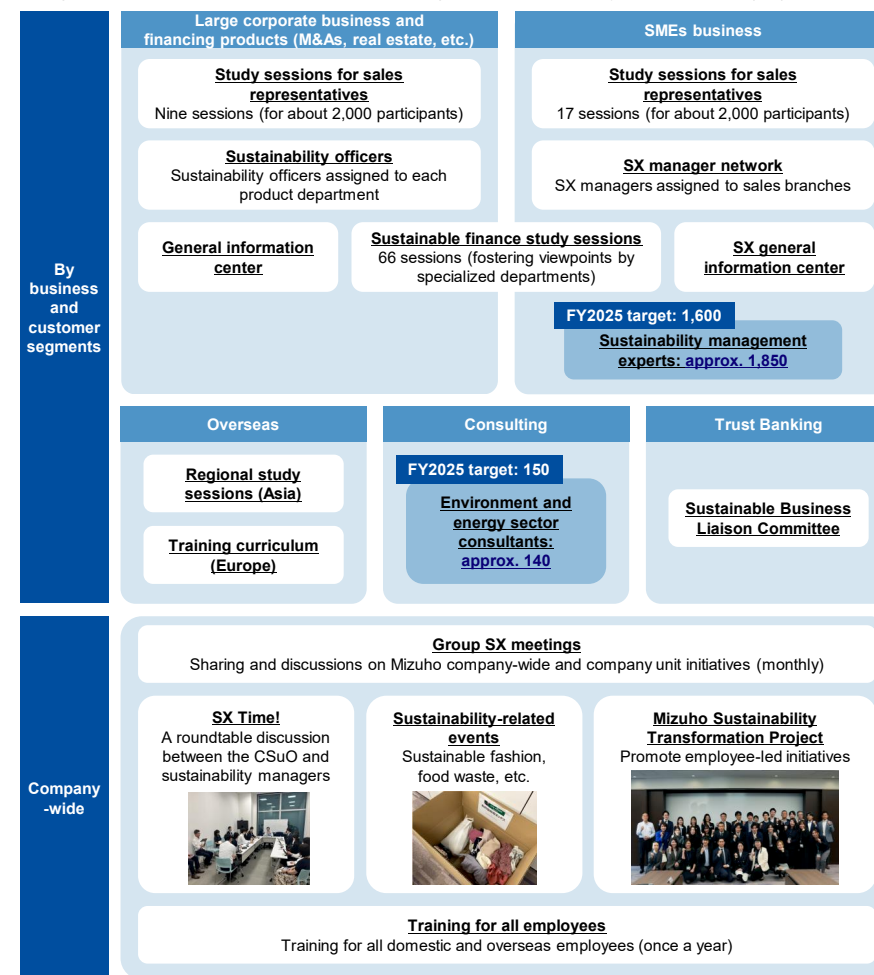 Large corporate business and
financing products (M&As, real estate, etc.)
SMEs business
By
business
and
customer
segments
Study sessions for sales
representatives
Nine sessions (for about 2,000 participants)
Study sessions for sales
representatives
17 sessions (for about 2,000 participants)
Sustainability officers
Sustainability officers assigned to each
product department
SX manager network
SX managers assigned to sales branches
General information
center
Sustainable finance study sessions
66 sessions (fostering viewpoints by
specialized departments)
SX general
information center
FY2025 target: 1,600
Sustainability management
experts: approx. 1,850
Overseas
Regional study
sessions (Asia)
Training curriculum
(Europe)
Consulting
FY2025 target: 150
Environment and
energy sector
consultants:
approx. 140
Trust Banking
Sustainable Business
Liaison Committee
Company
-wide
Group SX meetings
Sharing and discussions on Mizuho company-wide and company unit initiatives (monthly)
SX Time!
A roundtable discussion
between the CSuO and
sustainability managers
Sustainability-related
events
Sustainable fashion,
food waste, etc.
Mizuho Sustainability
Transformation Project
Promote employee-led initiatives
Training for all employees
Training for all domestic and overseas employees (once a year)